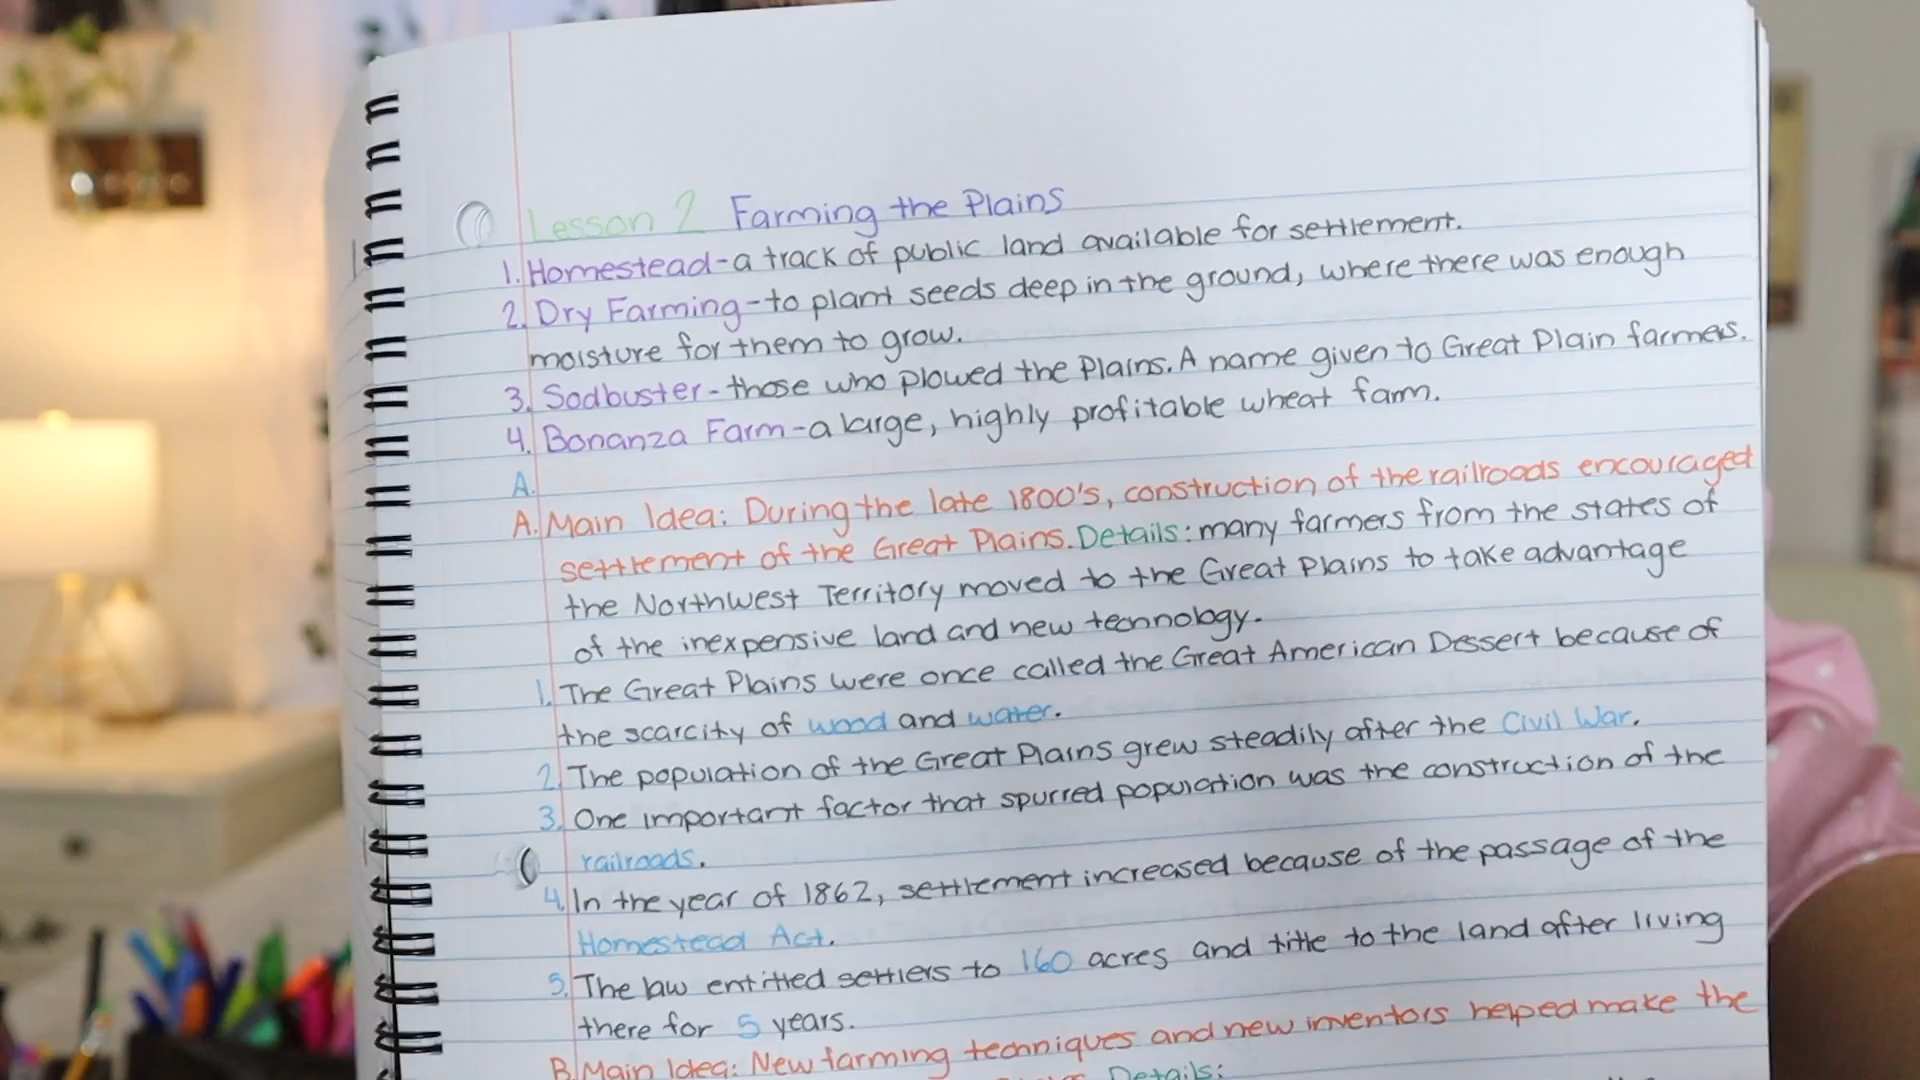 Lesson 2 Farming the Plains
1. Homestead - a track of public land available for settlement.
2. Dry Farming - to plant seeds deep in the ground, where there was enough
moisture for them to grow.
3. Sodbuster - those who plowed the Plains. A name given to Great Plain farmers.
4. Bonanza Farm - a large, highly profitable wheat farm.
A.
A. Main Idea: During the late 1800's, construction of the railroads encouraged
settlement of the Great Plains. Details: many farmers from the states of
the Northwest Territory moved to the Great Plains to take advantage
of the inexpensive land and new technology.
1. The Great Plains were once called the Great American Dessert because of
the scarcity of wood and water.
2. The population of the Great Plains grew steadily after the Civil War.
3. One important factor that spurred population was the construction of the
railroads.
4. In the year of 1862, settlement increased because of the passage of the
Homestead Act.
5. The law entitled settlers to 160 acres and title to the land after living
there for 5 years.
B. Main Idea: New farming techniques and new inventors helped make the
Details: